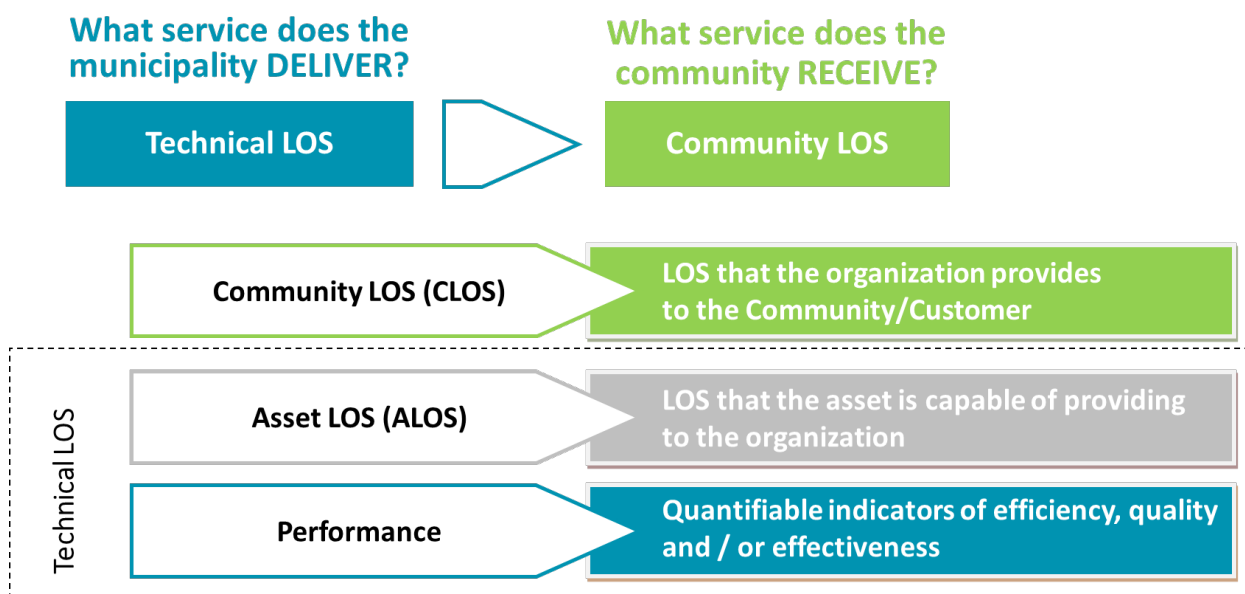 What service does the
municipality DELIVER?
What service does the
community RECEIVE?
Technical LOS
Community LOS
Community LOS (CLOS)
LOS that the organization provides
to the Community/Customer
Technical LOS
Asset LOS (ALOS)
LOS that the asset is capable of providing
to the organization
Performance
Quantifiable indicators of efficiency, quality
and / or effectiveness